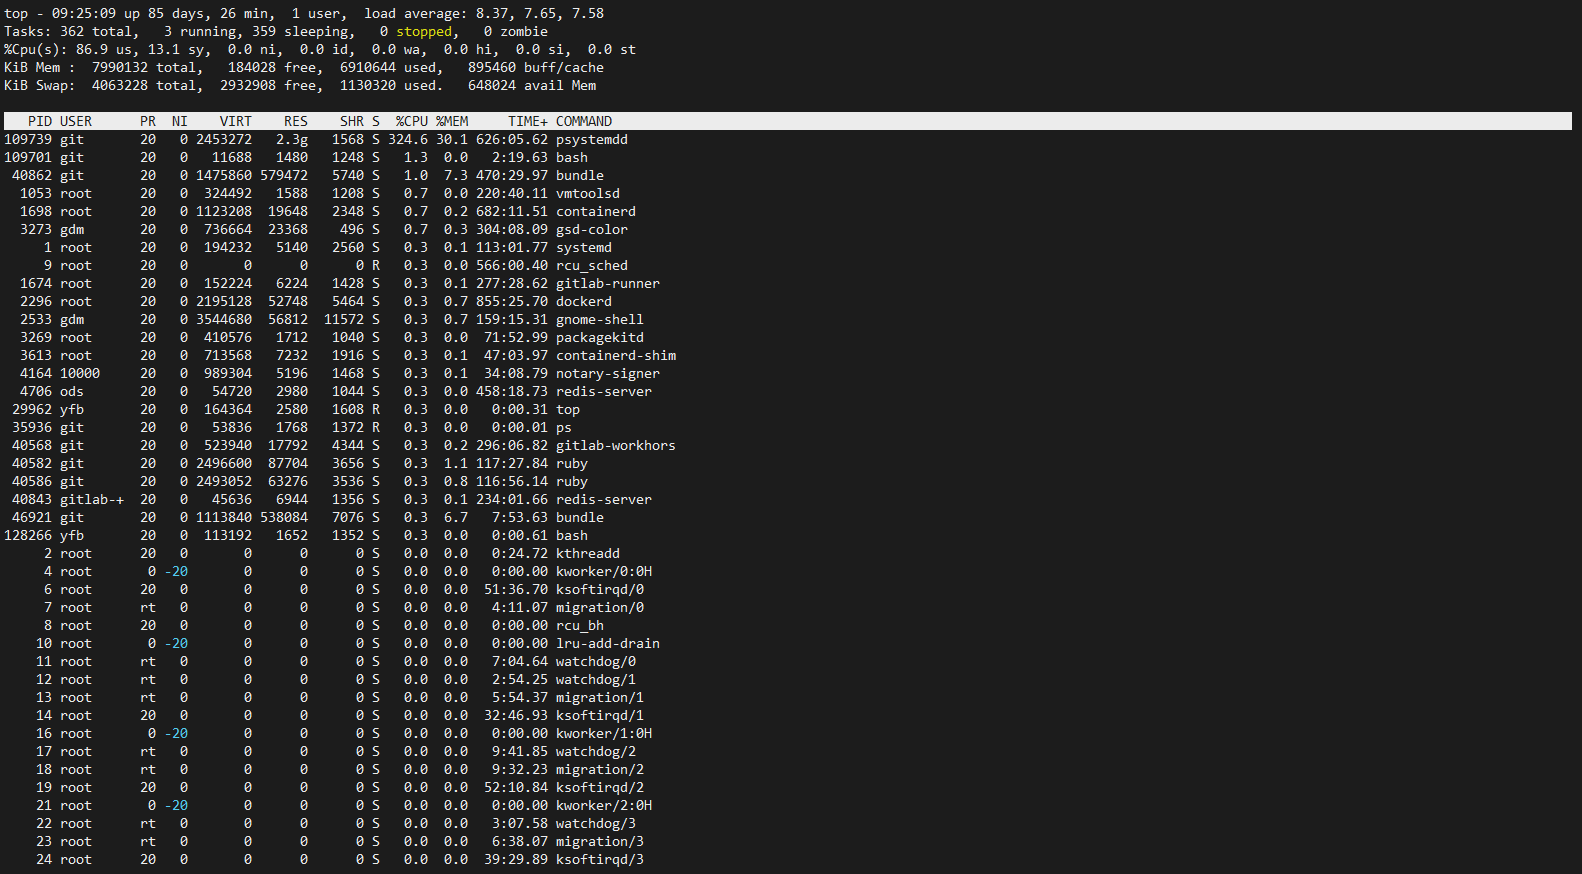 top - 09:25:09 up 85 days, 26 min,  1 user,  load average: 8.37, 7.65, 7.58
Tasks: 362 total,   3 running, 359 sleeping,   0 stopped,   0 zombie
%Cpu(s): 86.9 us, 13.1 sy,  0.0 ni,  0.0 id,  0.0 wa,  0.0 hi,  0.0 si,  0.0 st
KiB Mem :  7990132 total,   184028 free,  6910644 used,   895460 buff/cache
KiB Swap:  4063228 total,  2932908 free,  1130320 used.   648024 avail Mem
PID USER      PR  NI    VIRT    RES    SHR S  %CPU %MEM     TIME+ COMMAND
109739 git       20   0 2453272   2.3g   1568 S 324.6 30.1 626:05.62 psystemdd
109701 git       20   0   11688   1480   1248 S   1.3  0.0   2:19.63 bash
40862 git       20   0 1475860 579472   5740 S   1.0  7.3 470:29.97 bundle
1053 root      20   0  324492   1588   1208 S   0.7  0.0 220:40.11 vmtoolsd
1698 root      20   0 1123208  19648   2348 S   0.7  0.2 682:11.51 containerd
3273 gdm       20   0  736664  23368    496 S   0.7  0.3 304:08.09 gsd-color
1 root      20   0  194232   5140   2560 S   0.3  0.1 113:01.77 systemd
9 root      20   0       0      0      0 R   0.3  0.0 566:00.40 rcu_sched
1674 root      20   0  152224   6224   1428 S   0.3  0.1 277:28.62 gitlab-runner
2296 root      20   0 2195128  52748   5464 S   0.3  0.7 855:25.70 dockerd
2533 gdm       20   0 3544680  56812  11572 S   0.3  0.7 159:15.31 gnome-shell
3269 root      20   0  410576   1712   1040 S   0.3  0.0  71:52.99 packagekitd
3613 root      20   0  713568   7232   1916 S   0.3  0.1  47:03.97 containerd-shim
4164 10000     20   0  989304   5196   1468 S   0.3  0.1  34:08.79 notary-signer
4706 ods       20   0   54720   2980   1044 S   0.3  0.0 458:18.73 redis-server
29962 yfb       20   0  164364   2580   1608 R   0.3  0.0   0:00.31 top
35936 git       20   0   53836   1768   1372 R   0.3  0.0   0:00.01 ps
40568 git       20   0  523940  17792   4344 S   0.3  0.2 296:06.82 gitlab-workhors
40582 git       20   0 2496600  87704   3656 S   0.3  1.1 117:27.84 ruby
40586 git       20   0 2493052  63276   3536 S   0.3  0.8 116:56.14 ruby
40843 gitlab-+  20   0   45636   6944   1356 S   0.3  0.1 234:01.66 redis-server
46921 git       20   0 1113840 538084   7076 S   0.3  6.7   7:53.63 bundle
128266 yfb       20   0  113192   1652   1352 S   0.3  0.0   0:00.61 bash
2 root      20   0       0      0      0 S   0.0  0.0   0:24.72 kthreadd
4 root       0 -20       0      0      0 S   0.0  0.0   0:00.00 kworker/0:0H
6 root      20   0       0      0      0 S   0.0  0.0  51:36.70 ksoftirqd/0
7 root      rt   0       0      0      0 S   0.0  0.0   4:11.07 migration/0
8 root      20   0       0      0      0 S   0.0  0.0   0:00.00 rcu_bh
10 root       0 -20       0      0      0 S   0.0  0.0   0:00.00 lru-add-drain
11 root      rt   0       0      0      0 S   0.0  0.0   7:04.64 watchdog/0
12 root      rt   0       0      0      0 S   0.0  0.0   2:54.25 watchdog/1
13 root      rt   0       0      0      0 S   0.0  0.0   5:54.37 migration/1
14 root      20   0       0      0      0 S   0.0  0.0  32:46.93 ksoftirqd/1
16 root       0 -20       0      0      0 S   0.0  0.0   0:00.00 kworker/1:0H
17 root      rt   0       0      0      0 S   0.0  0.0   9:41.85 watchdog/2
18 root      rt   0       0      0      0 S   0.0  0.0   9:32.23 migration/2
19 root      20   0       0      0      0 S   0.0  0.0  52:10.84 ksoftirqd/2
21 root       0 -20       0      0      0 S   0.0  0.0   0:00.00 kworker/2:0H
22 root      rt   0       0      0      0 S   0.0  0.0   3:07.58 watchdog/3
23 root      rt   0       0      0      0 S   0.0  0.0   6:38.07 migration/3
24 root      20   0       0      0      0 S   0.0  0.0  39:29.89 ksoftirqd/3